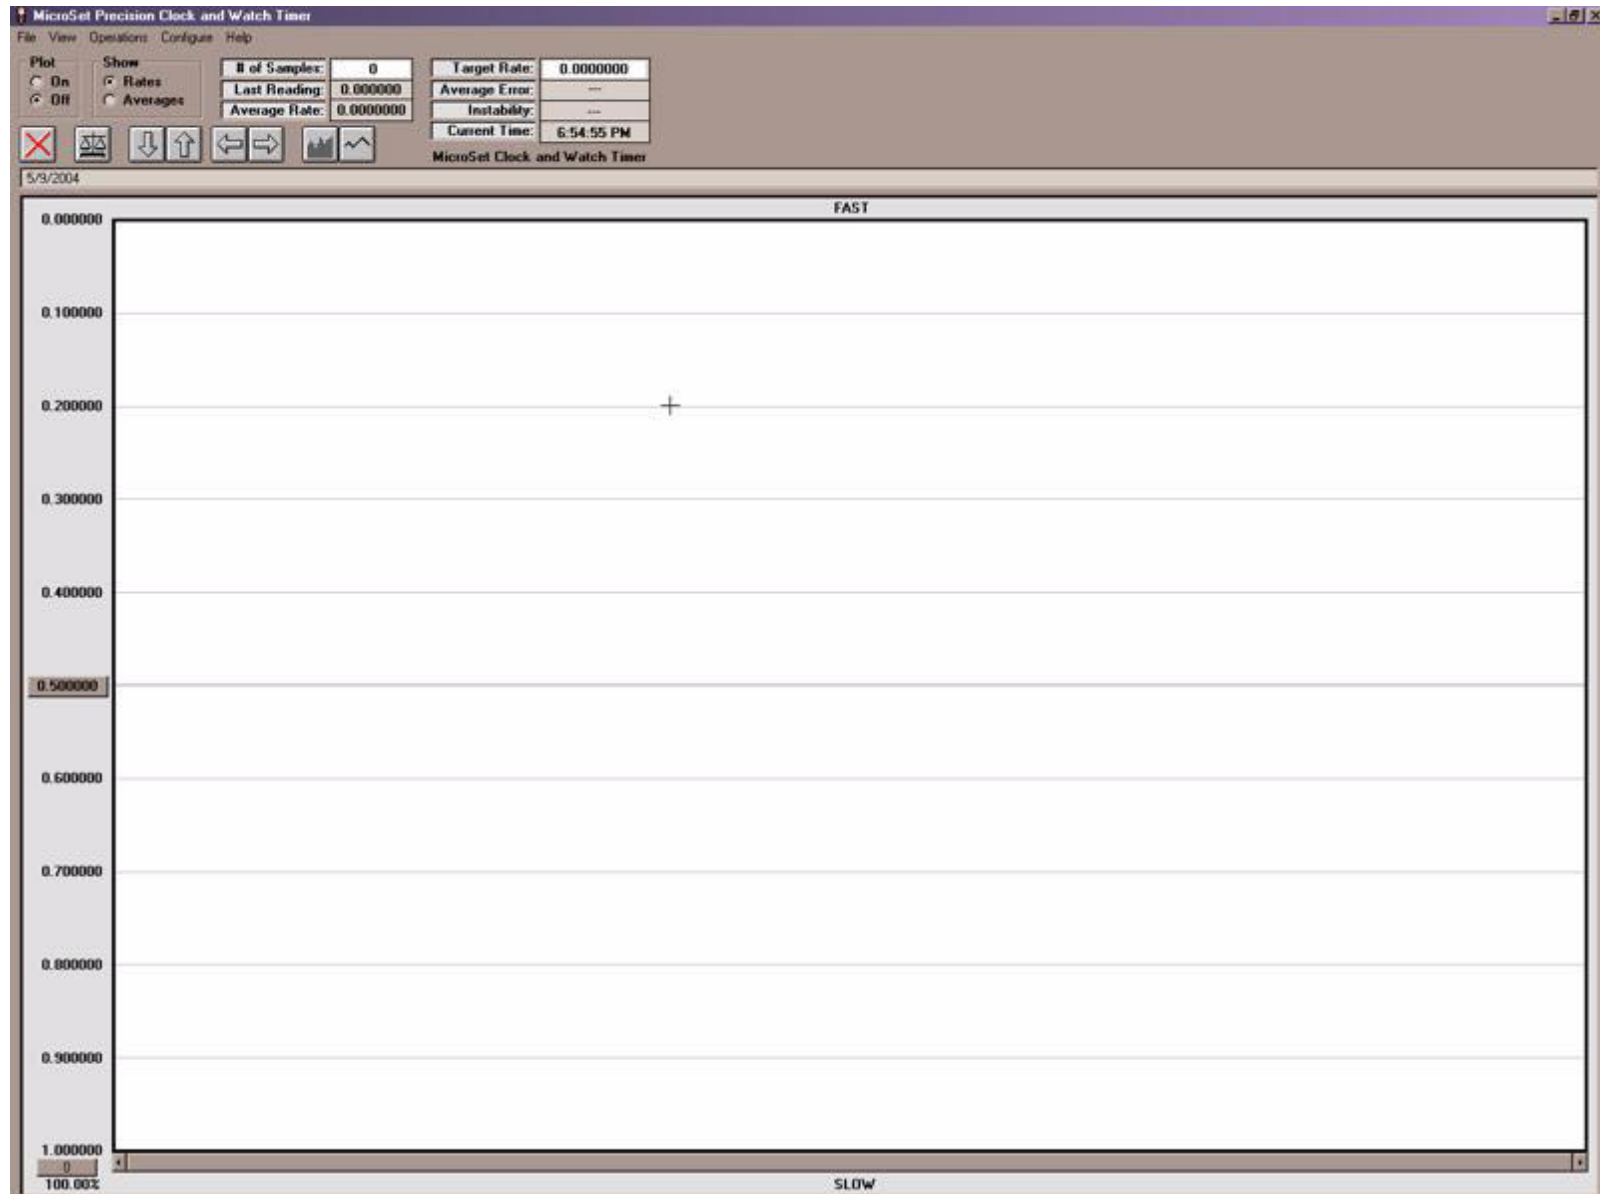 MicroSet Precision Clock and Watch Timer
File View Operations Configure Help
Plot
On
Off
Show
Rates
Averages
# of Samples: 0
Last Reading: 0.000000
Average Rate: 0.0000000
Target Rate: 0.0000000
Average Error: ---
Instability: ---
Current Time: 6:54:55 PM
MicroSet Clock and Watch Timer
5/9/2004
FAST
0.000000
0.100000
0.200000
0.300000
0.400000
0.500000
0.600000
0.700000
0.800000
0.900000
1.000000
0
100.00%
SLOW